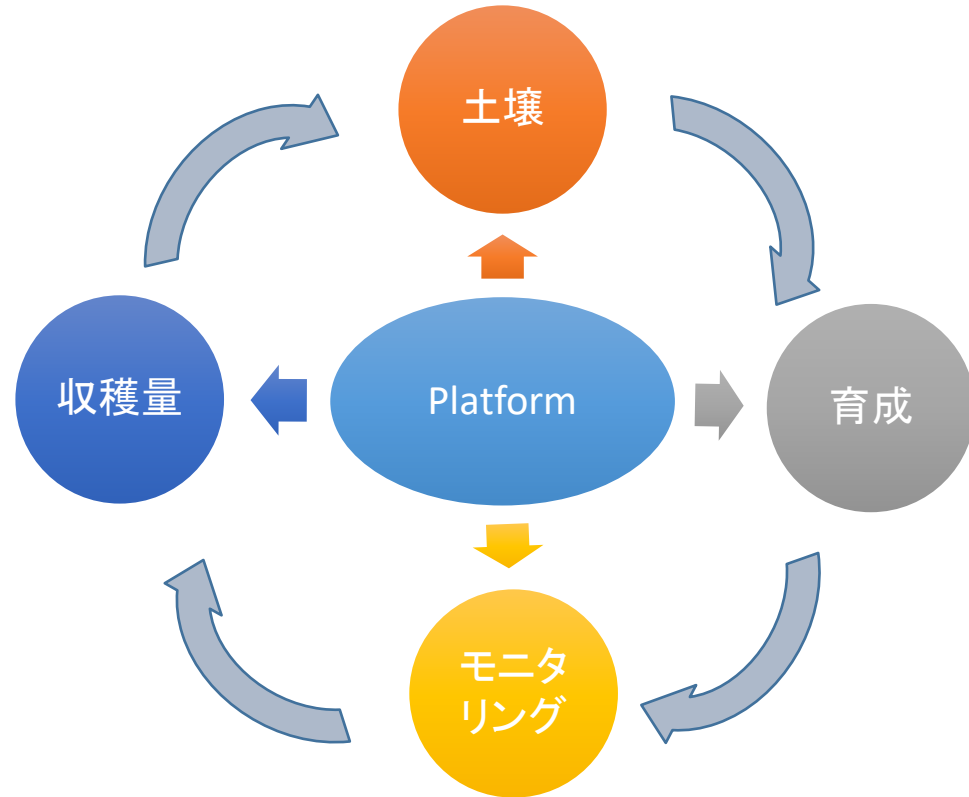 土壌
収穫量
Platform
育成
モニタ
リング